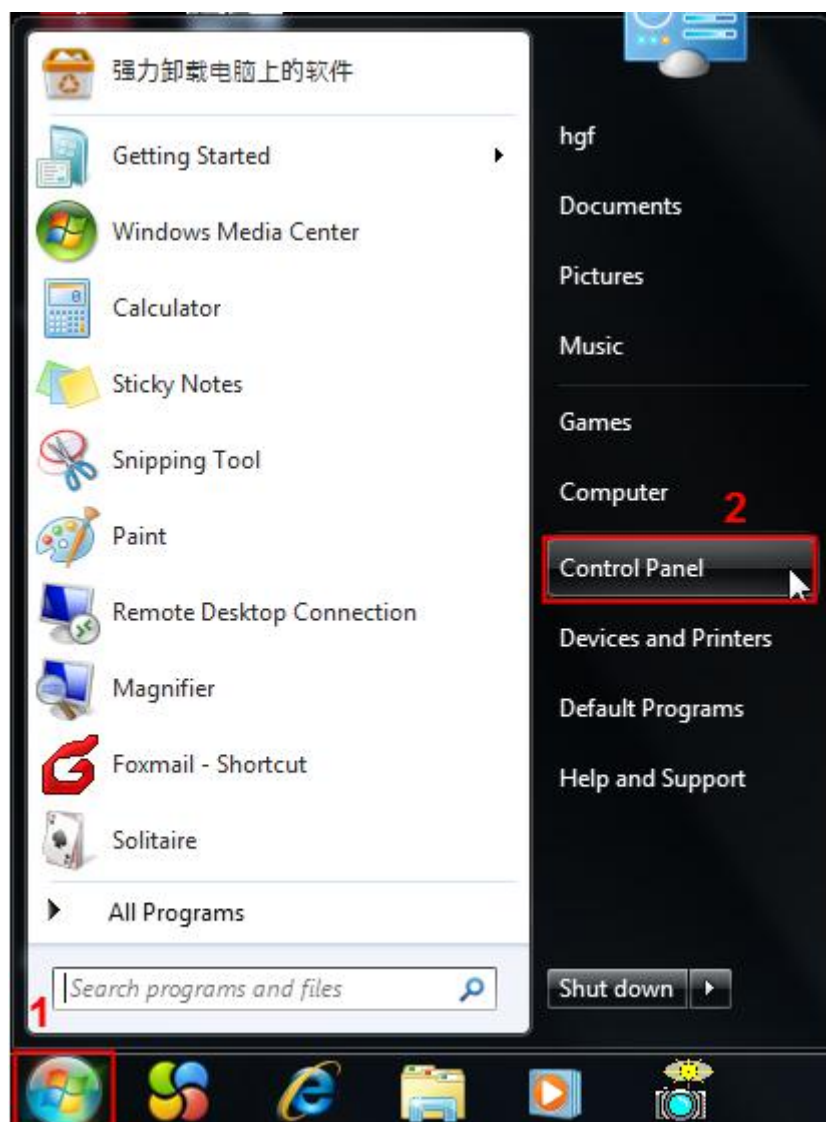 强力卸载电脑上的软件
Getting Started
Windows Media Center
Calculator
Sticky Notes
Snipping Tool
Paint
Remote Desktop Connection
Magnifier
Foxmail - Shortcut
Solitaire
All Programs
Search programs and files
1
hgf
Documents
Pictures
Music
Games
Computer
2
Control Panel
Devices and Printers
Default Programs
Help and Support
Shut down